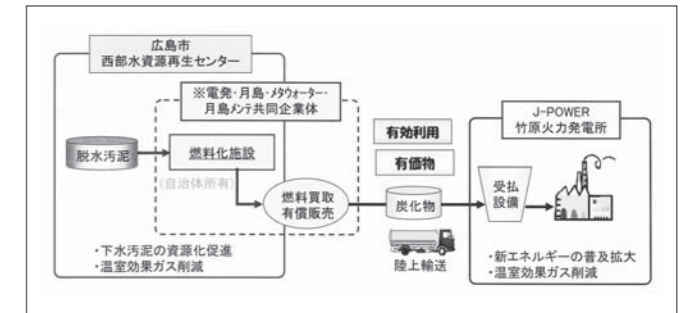 広島市
西部水資源再生センター
※電発・月島・メタウォーター・
月島メンテ共同企業体
脱水汚泥
燃料化施設
(自治体所有)
燃料買取
有償販売
・下水汚泥の資源化促進
・温室効果ガス削減
有効利用
有価物
炭化物
陸上輸送
J-POWER
竹原火力発電所
受払
設備
・新エネルギーの普及拡大
・温室効果ガス削減